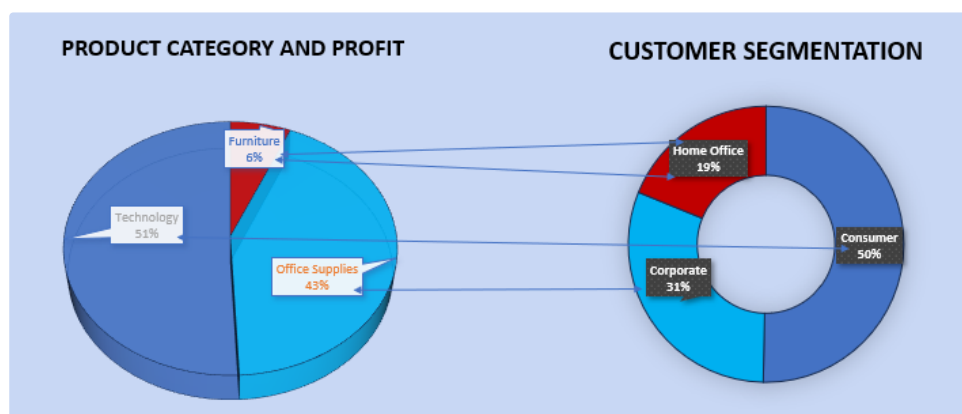 PRODUCT CATEGORY AND PROFIT
Furniture
6%
Technology
51%
Office Supplies
43%
CUSTOMER SEGMENTATION
Home Office
19%
Consumer
50%
Corporate
31%